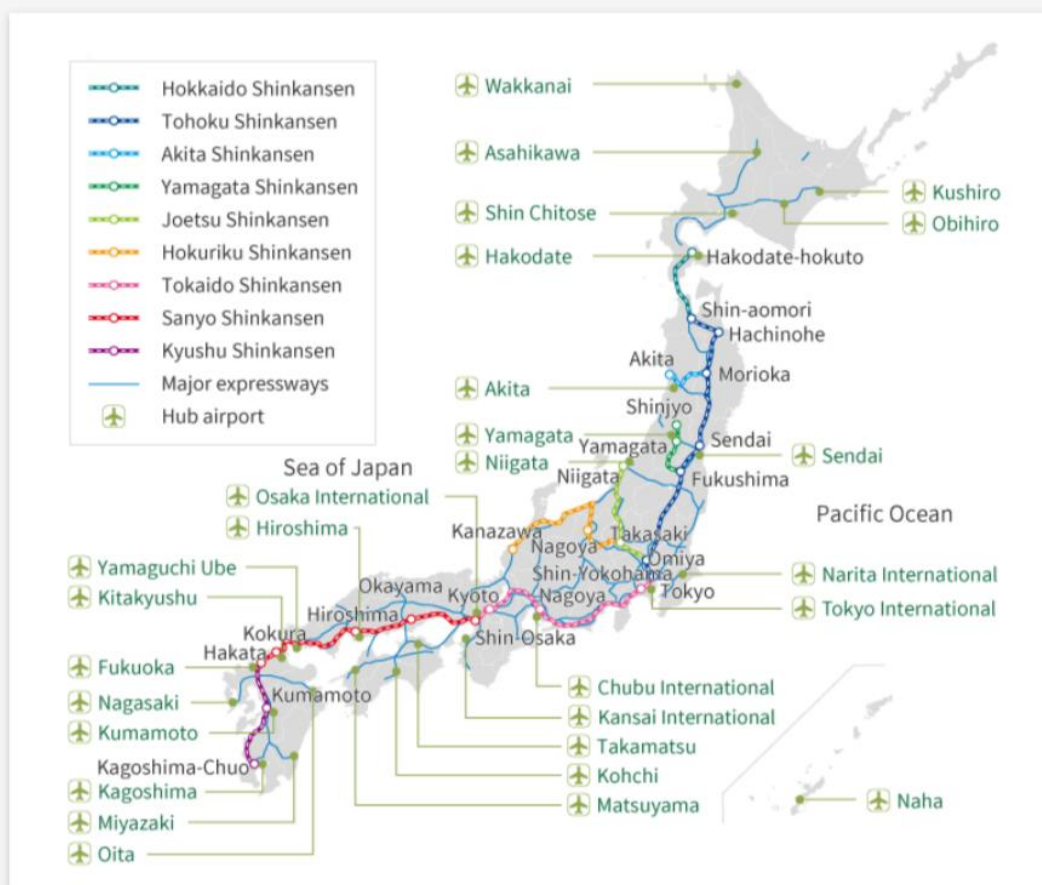 Hokkaido Shinkansen
Tohoku Shinkansen
Akita Shinkansen
Yamagata Shinkansen
Joetsu Shinkansen
Hokuriku Shinkansen
Tokaido Shinkansen
Sanyo Shinkansen
Kyushu Shinkansen
Major expressways
Hub airport
Wakkanai
Asahikawa
Kushiro
Shin Chitose
Obihiro
Hakodate
Hakodate-hokuto
Shin-aomori
Hachinohe
Akita
Morioka
Akita
Shinjyo
Yamagata
Sendai
Yamagata
Sendai
Niigata
Niigata
Fukushima
Sea of Japan
Osaka International
Pacific Ocean
Hiroshima
Kanazawa
Nagoya
Takasaki
Omiya
Yamaguchi Ube
Shin-Yokohama
Narita International
Okayama
Kyoto
Nagoya
Tokyo
Kitakyushu
Tokyo International
Hiroshima
Kokura
Shin-Osaka
Hakata
Fukuoka
Chubu International
Kumamoto
Nagasaki
Kansai International
Kumamoto
Takamatsu
Kagoshima-Chuo
Kohchi
Kagoshima
Matsuyama
Naha
Miyazaki
Oita